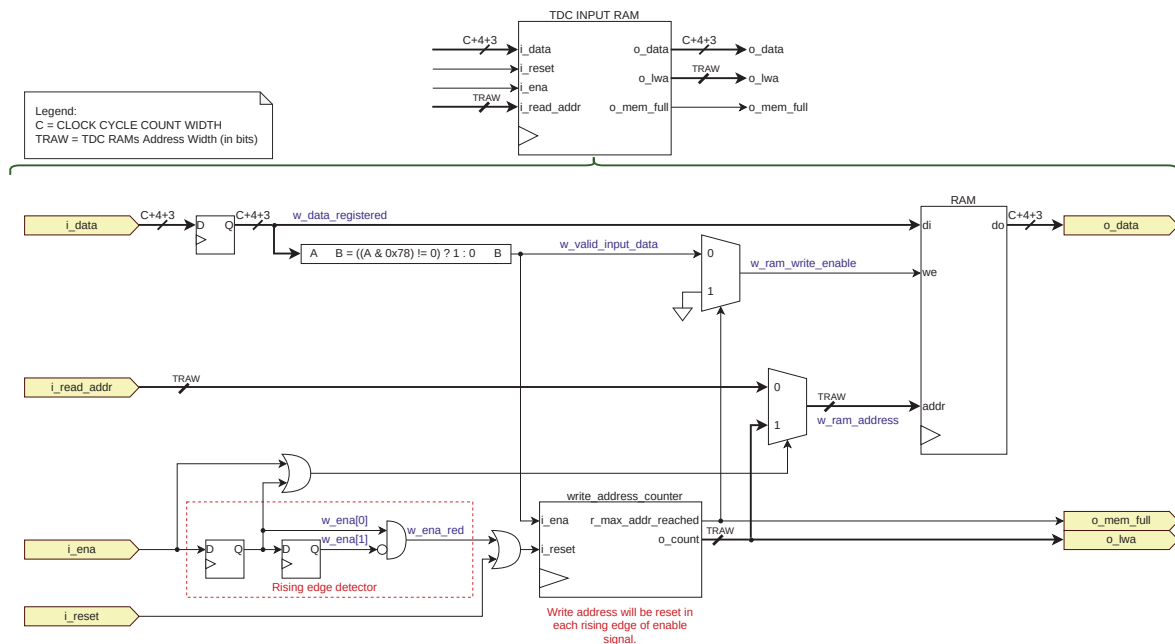 TDC INPUT RAM
C+4+3
i_data
o_data
C+4+3
o_data
i_reset
o_lwa
TRAW
o_lwa
i_ena
TRAW
i_read_addr
o_mem_full
o_mem_full
Legend:
C = CLOCK CYCLE COUNT WIDTH
TRAW = TDC RAMs Address Width (in bits)
RAM
i_data
C+4+3
D
Q
C+4+3
w_data_registered
di
do
C+4+3
o_data
A
B = ((A & 0x78) != 0) ? 1 : 0
B
w_valid_input_data
0
1
w_ram_write_enable
we
i_read_addr
TRAW
0
1
TRAW
w_ram_address
addr
write_address_counter
w_ena[0]
w_ena[1]
w_ena_red
i_ena
r_max_addr_reached
o_mem_full
i_ena
D
Q
D
Q
i_reset
o_count
TRAW
o_lwa
Rising edge detector
i_reset
Write address will be reset in
each rising edge of enable
signal.